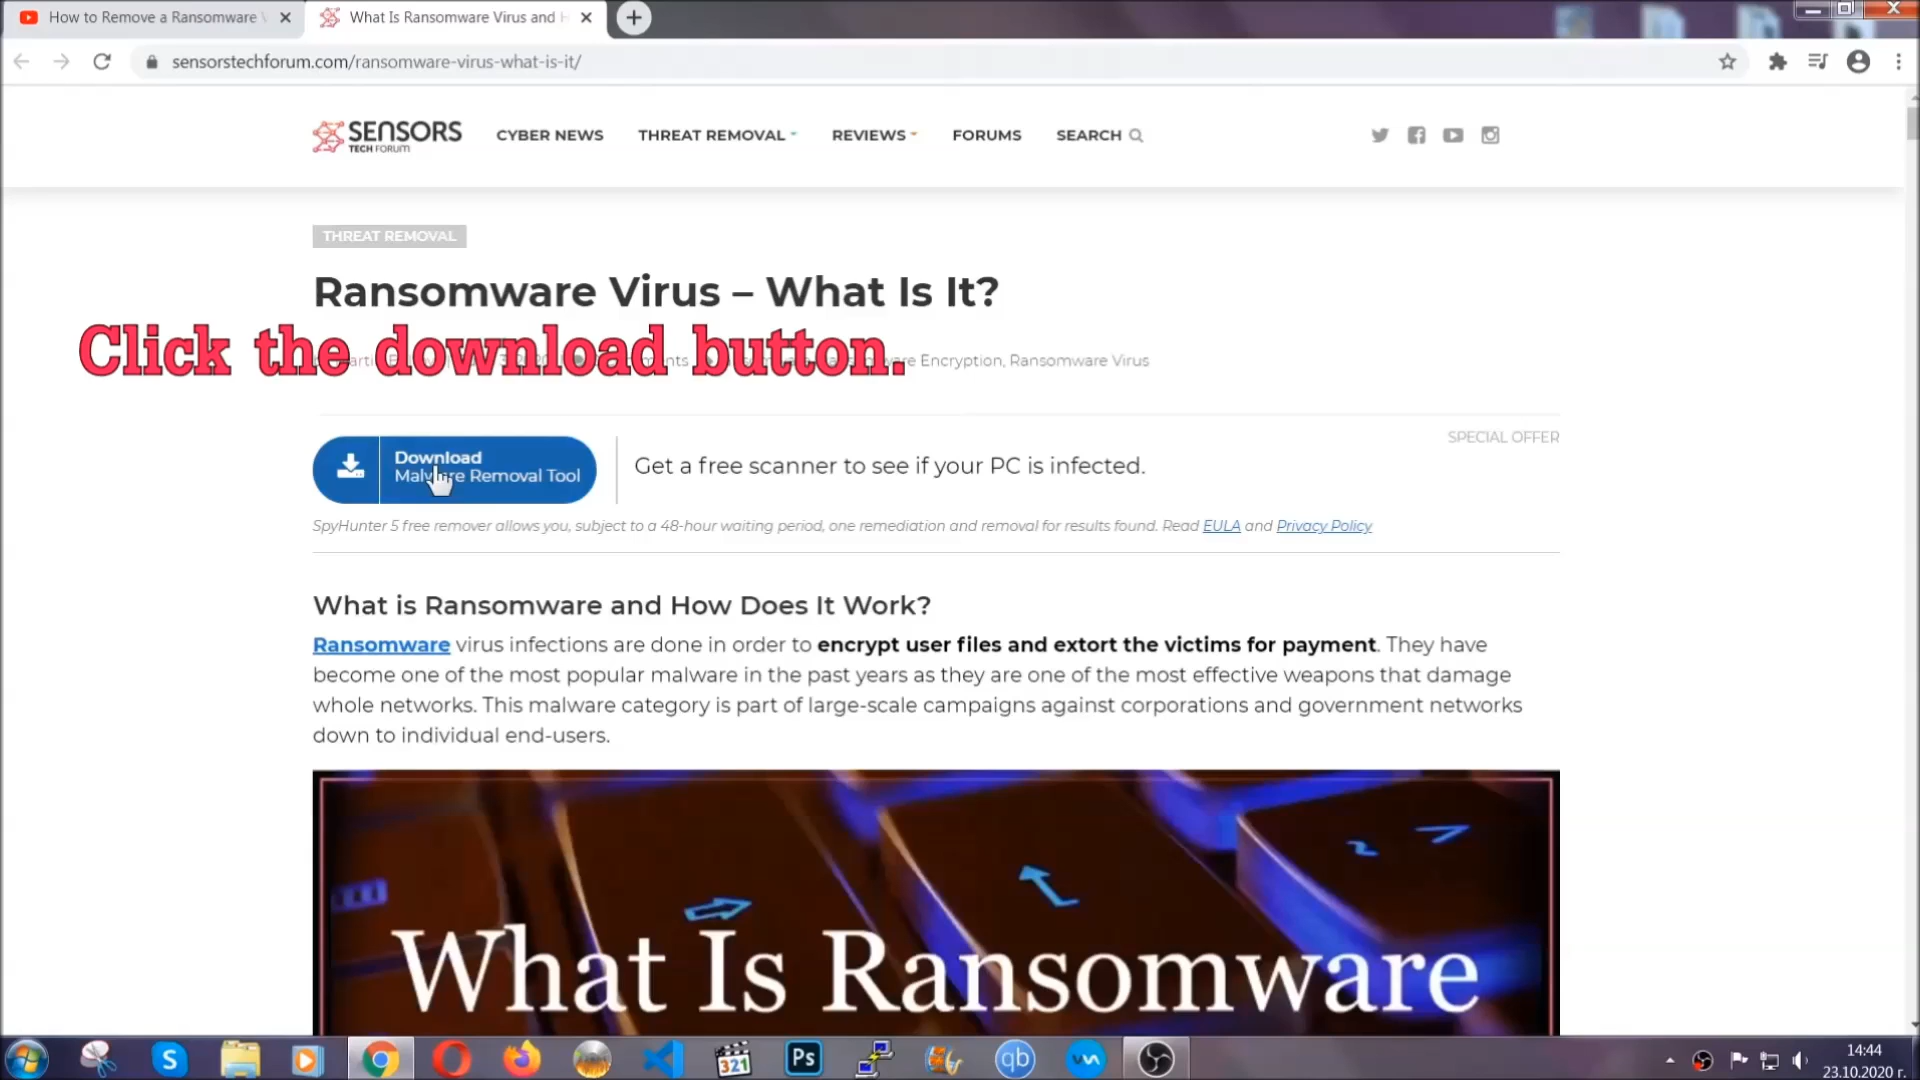 How to Remove a Ransomware
What Is Ransomware Virus and
sensorstechforum.com/ransomware-virus-what-is-it/
SENSORS
TECH FORUM
CYBER NEWS
THREAT REMOVAL
REVIEWS
FORUMS
SEARCH
THREAT REMOVAL
Ransomware Virus – What Is It?
Click the download button.
Encryption, Ransomware Virus
SPECIAL OFFER
Download
Malware Removal Tool
Get a free scanner to see if your PC is infected.
SpyHunter 5 free remover allows you, subject to a 48-hour waiting period, one remediation and removal for results found. Read EULA and Privacy Policy
What is Ransomware and How Does It Work?
Ransomware virus infections are done in order to encrypt user files and extort the victims for payment. They have
become one of the most popular malware in the past years as they are one of the most effective weapons that damage
whole networks. This malware category is part of large-scale campaigns against corporations and government networks
down to individual end-users.
What Is Ransomware
S
321
Ps
qb
14:44
23.10.2020 г.